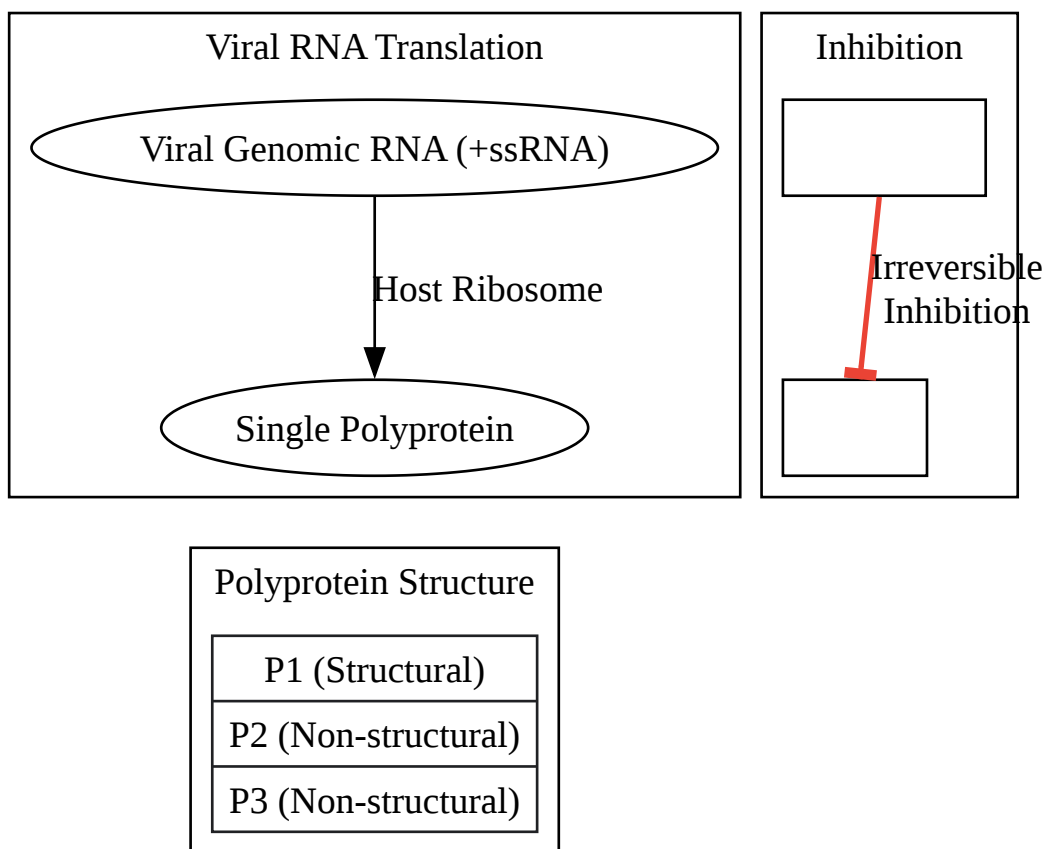 Viral RNA Translation
Viral Genomic RNA (+ssRNA)
Host Ribosome
Single Polyprotein
Inhibition
Irreversible
Inhibition
Polyprotein Structure
P1 (Structural)
P2 (Non-structural)
P3 (Non-structural)